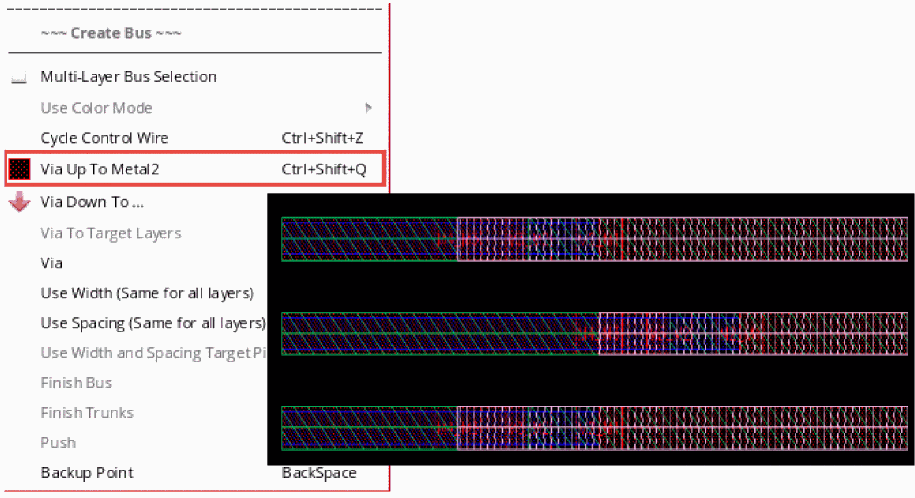 ~~~ Create Bus ~~~
Multi-Layer Bus Selection
Use Color Mode
Cycle Control Wire Ctrl+Shift+Z
Via Up To Metal2 Ctrl+Shift+Q
Via Down To ...
Via To Target Layers
Via
Use Width (Same for all layers)
Use Spacing (Same for all layers)
Use Width and Spacing Target Pi
Finish Bus
Finish Trunks
Push
Backup Point BackSpace